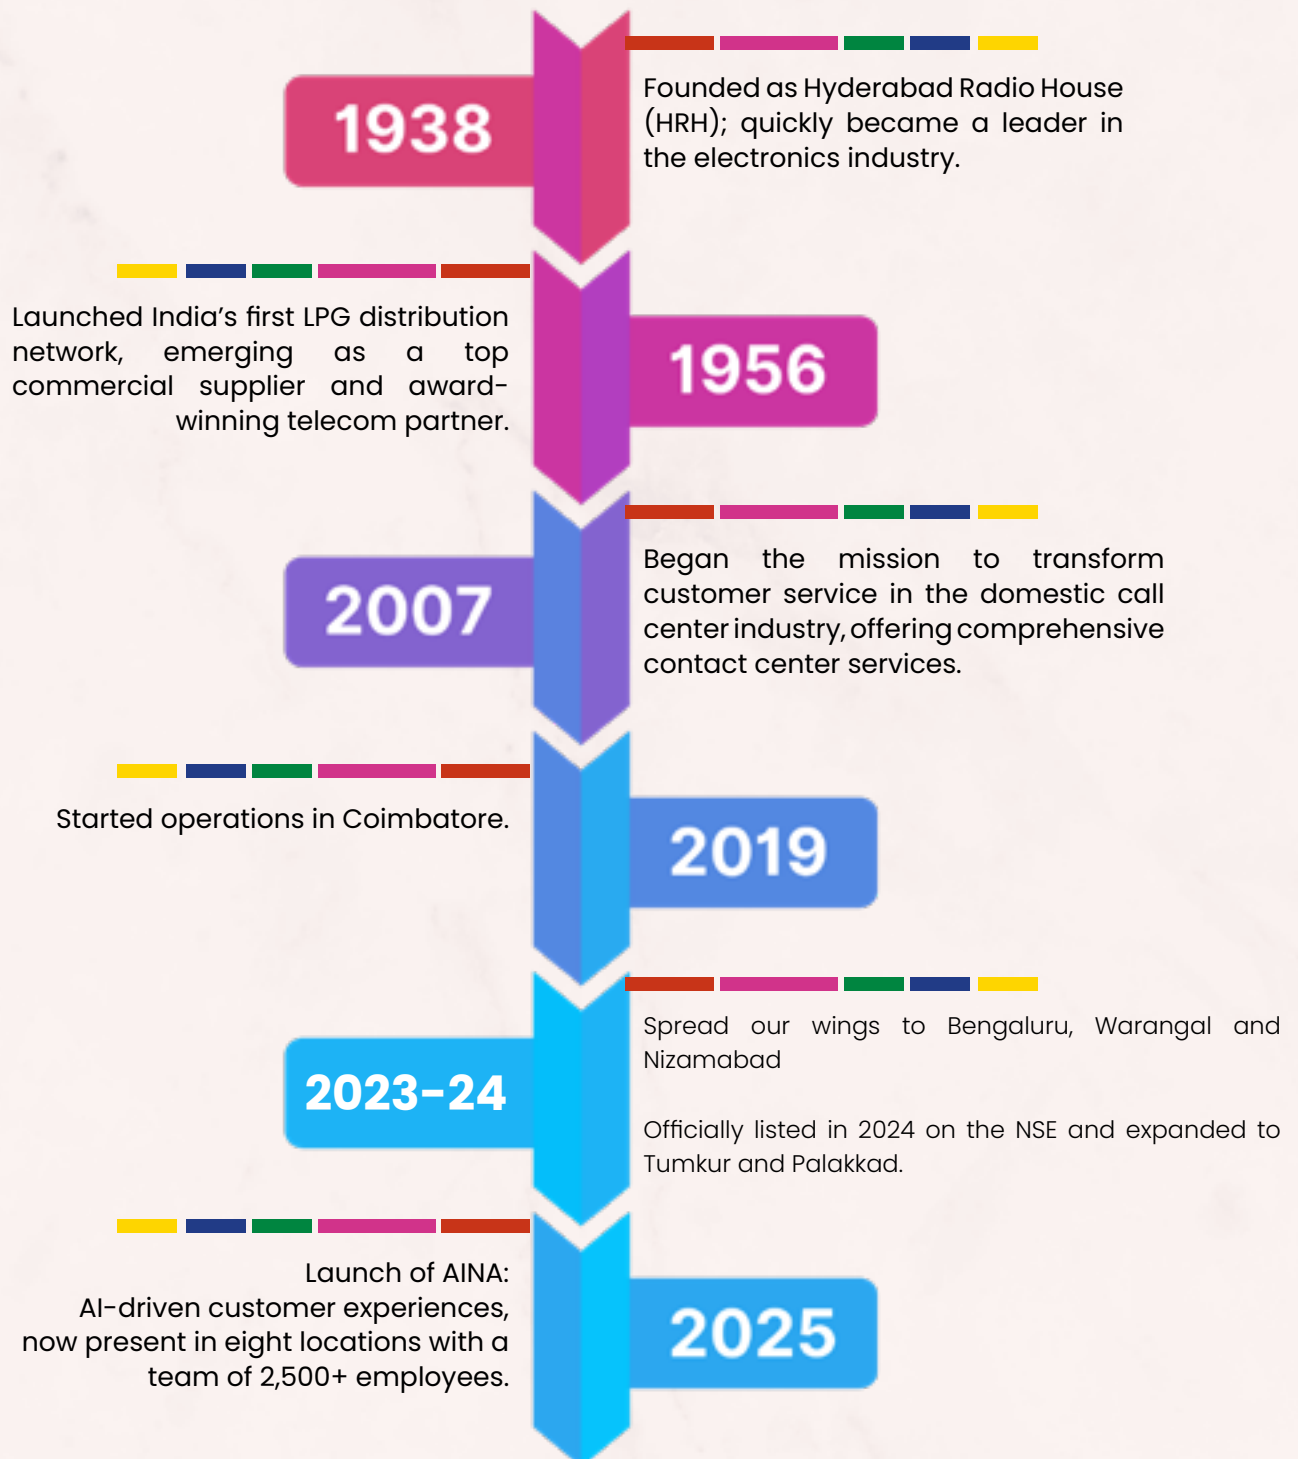 1938
Founded as Hyderabad Radio House
(HRH); quickly became a leader in
the electronics industry.
Launched India’s first LPG distribution
network, emerging as a top
commercial supplier and award-
winning telecom partner.
1956
2007
Began the mission to transform
customer service in the domestic call
center industry, offering comprehensive
contact center services.
Started operations in Coimbatore.
2019
2023-24
Spread our wings to Bengaluru, Warangal and
Nizamabad
Officially listed in 2024 on the NSE and expanded to
Tumkur and Palakkad.
Launch of AINA:
AI-driven customer experiences,
now present in eight locations with a
team of 2,500+ employees.
2025